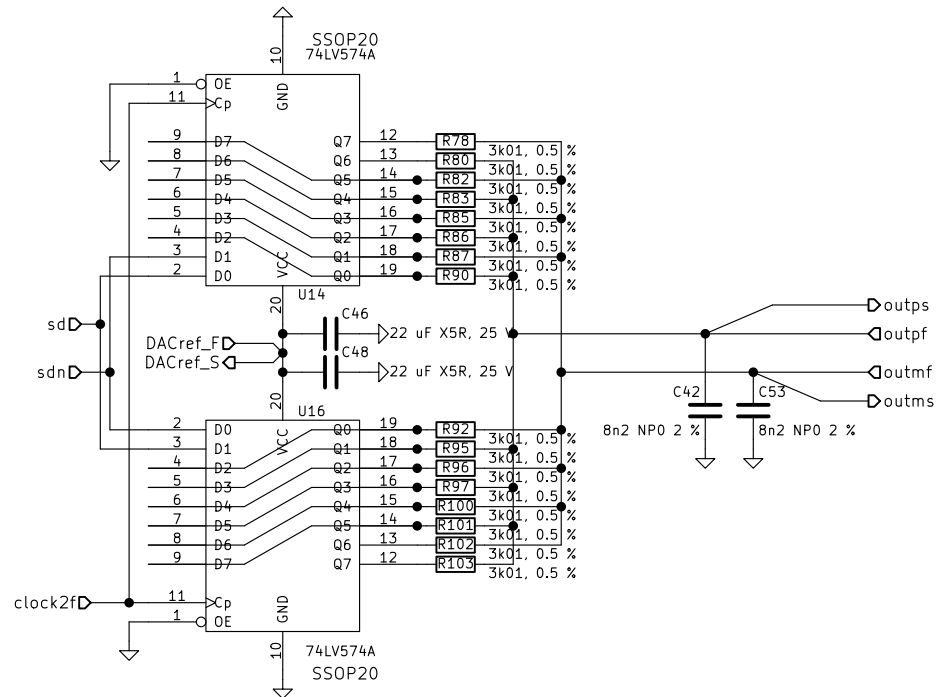 SSOP20
74LV574A
10
GND
1 OE
11 Cp
9 D7 Q7 12 R78 3k01, 0.5 %
8 D6 Q6 13 R80 3k01, 0.5 %
7 D5 Q5 14 R82 3k01, 0.5 %
6 D4 Q4 15 R83 3k01, 0.5 %
5 D3 Q3 16 R85 3k01, 0.5 %
4 D2 Q2 17 R86 3k01, 0.5 %
3 D1 Q1 18 R87 3k01, 0.5 %
2 D0 Q0 19 R90 3k01, 0.5 %
VCC
20
U14
C46
22 uF X5R, 25 V
sd
sdn
DACref_F
DACref_S
C48
22 uF X5R, 25 V
outps
outpf
outmf
outms
C42
8n2 NP0 2 %
C53
8n2 NP0 2 %
20
U16
VCC
2 D0 Q0 19 R92 3k01, 0.5 %
3 D1 Q1 18 R95 3k01, 0.5 %
4 D2 Q2 17 R96 3k01, 0.5 %
5 D3 Q3 16 R97 3k01, 0.5 %
6 D4 Q4 15 R100 3k01, 0.5 %
7 D5 Q5 14 R101 3k01, 0.5 %
8 D6 Q6 13 R102 3k01, 0.5 %
9 D7 Q7 12 R103 3k01, 0.5 %
clock2f
11 Cp
1 OE
GND
10
74LV574A
SSOP20